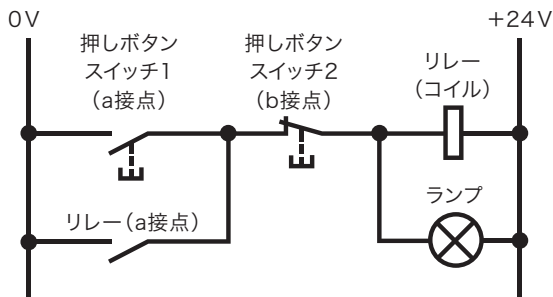 0V
+24V
押しボタン
スイッチ1
（a接点）
押しボタン
スイッチ2
（b接点）
リレー
（コイル）
リレー（a接点）
ランプ